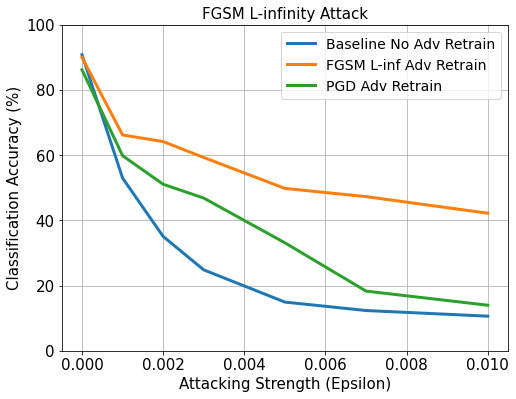 FGSM L-infinity Attack
100
80
60
40
20
0
Classification Accuracy (%)
Baseline No Adv Retrain
FGSM L-inf Adv Retrain
PGD Adv Retrain
0.000 0.002 0.004 0.006 0.008 0.010
Attacking Strength (Epsilon)